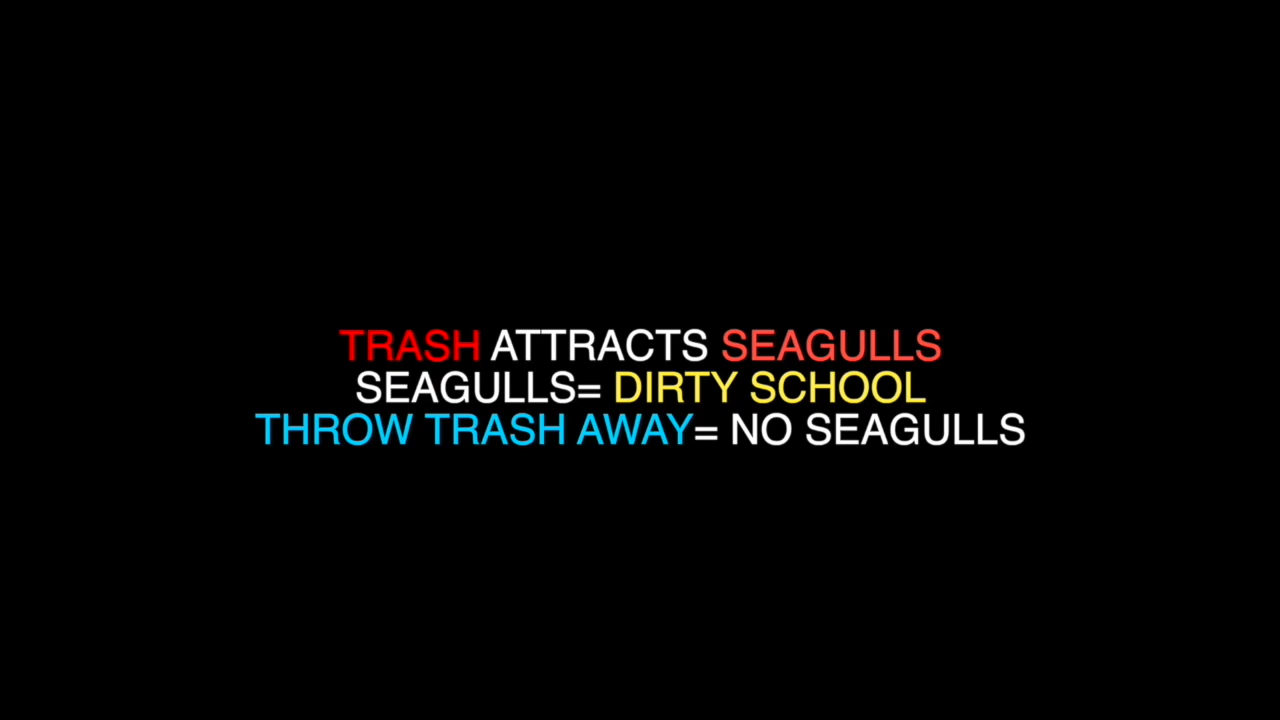 TRASH ATTRACTS SEAGULLS
SEAGULLS= DIRTY SCHOOL
THROW TRASH AWAY= NO SEAGULLS